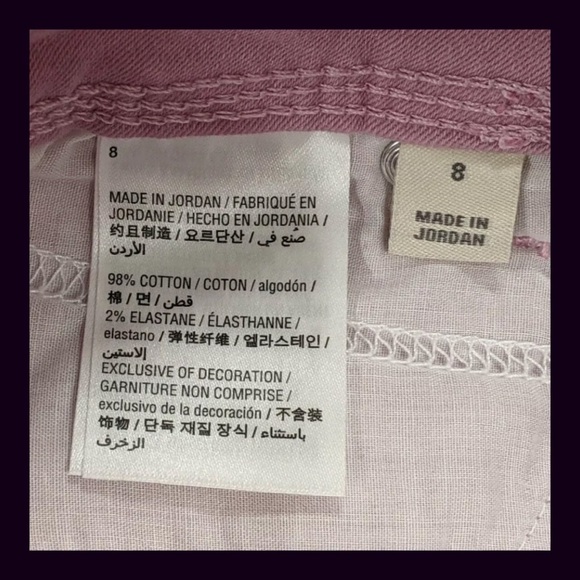 8
MADE IN JORDAN / FABRIQUÉ EN
JORDANIE / HECHO EN JORDANIA /
约旦制造 / 요르단산 / صُنع في
الأردن
98% COTTON / COTON / algodón /
棉 / 면 / قطن /
2% ELASTANE / ÉLASTHANNE /
elastano / 弹性纤维 / 엘라스테인 /
الاستين
EXCLUSIVE OF DECORATION /
GARNITURE NON COMPRISE /
exclusivo de la decoración / 不含装
饰物 / 단독 재질 장식 / باستثناء
الزخرف
8
MADE IN
JORDAN